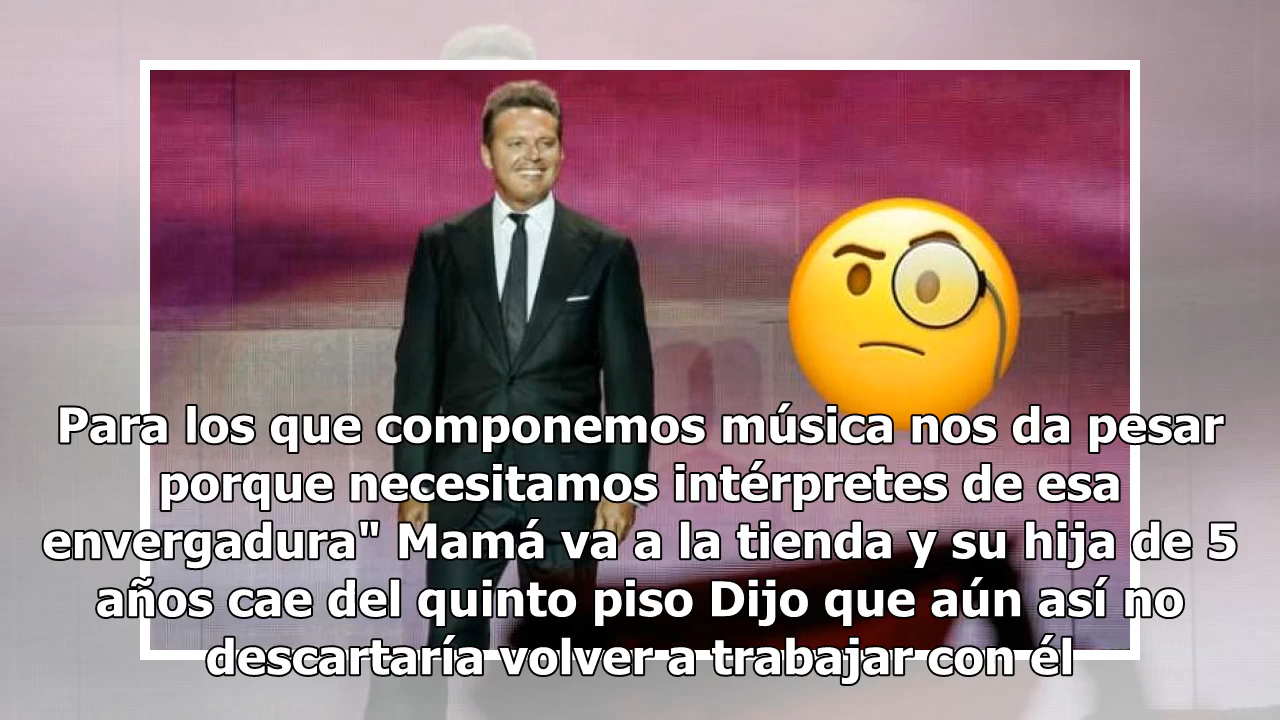 Para los que componemos música nos da pesar
porque necesitamos intérpretes de esa
envergadura" Mamá va a la tienda y su hija de 5
años cae del quinto piso Dijo que aún así no
descartaría volver a trabajar con él